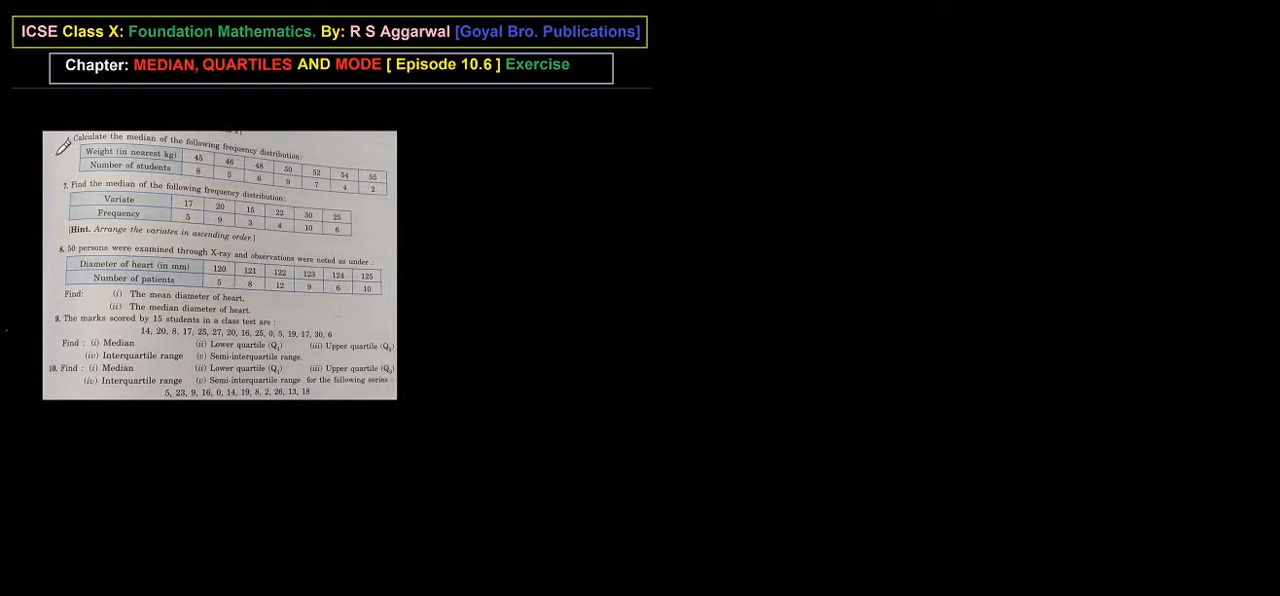 ICSE Class X: Foundation Mathematics. By: R S Aggarwal [Goyal Bro. Publications]
Chapter: MEDIAN, QUARTILES AND MODE [ Episode 10.6 ] Exercise
Calculate the median of the following frequency distribution:
Weight (in nearest kg) 45 46 48 50 52 54 55
Number of students 8 5 6 9 7 4 2
7. Find the median of the following frequency distribution:
Variate 17 20 15 22 30 25
Frequency 5 9 3 4 10 6
[Hint. Arrange the variates in ascending order.]
8. 50 persons were examined through X-ray and observations were noted as under :
Diameter of heart (in mm) 120 121 122 123 124 125
Number of patients 5 8 12 9 6 10
Find: (i) The mean diameter of heart,
(ii) The median diameter of heart.
9. The marks scored by 15 students in a class test are :
14, 20, 8, 17, 25, 27, 20, 16, 25, 0, 5, 19, 17, 30, 6
Find : (i) Median (ii) Lower quartile (Q1) (iii) Upper quartile (Q3)
(iv) Interquartile range (v) Semi-interquartile range.
10. Find : (i) Median (ii) Lower quartile (Q1) (iii) Upper quartile (Q3)
(iv) Interquartile range (v) Semi-interquartile range for the following series :
5, 23, 9, 16, 0, 14, 19, 8, 2, 26, 13, 18